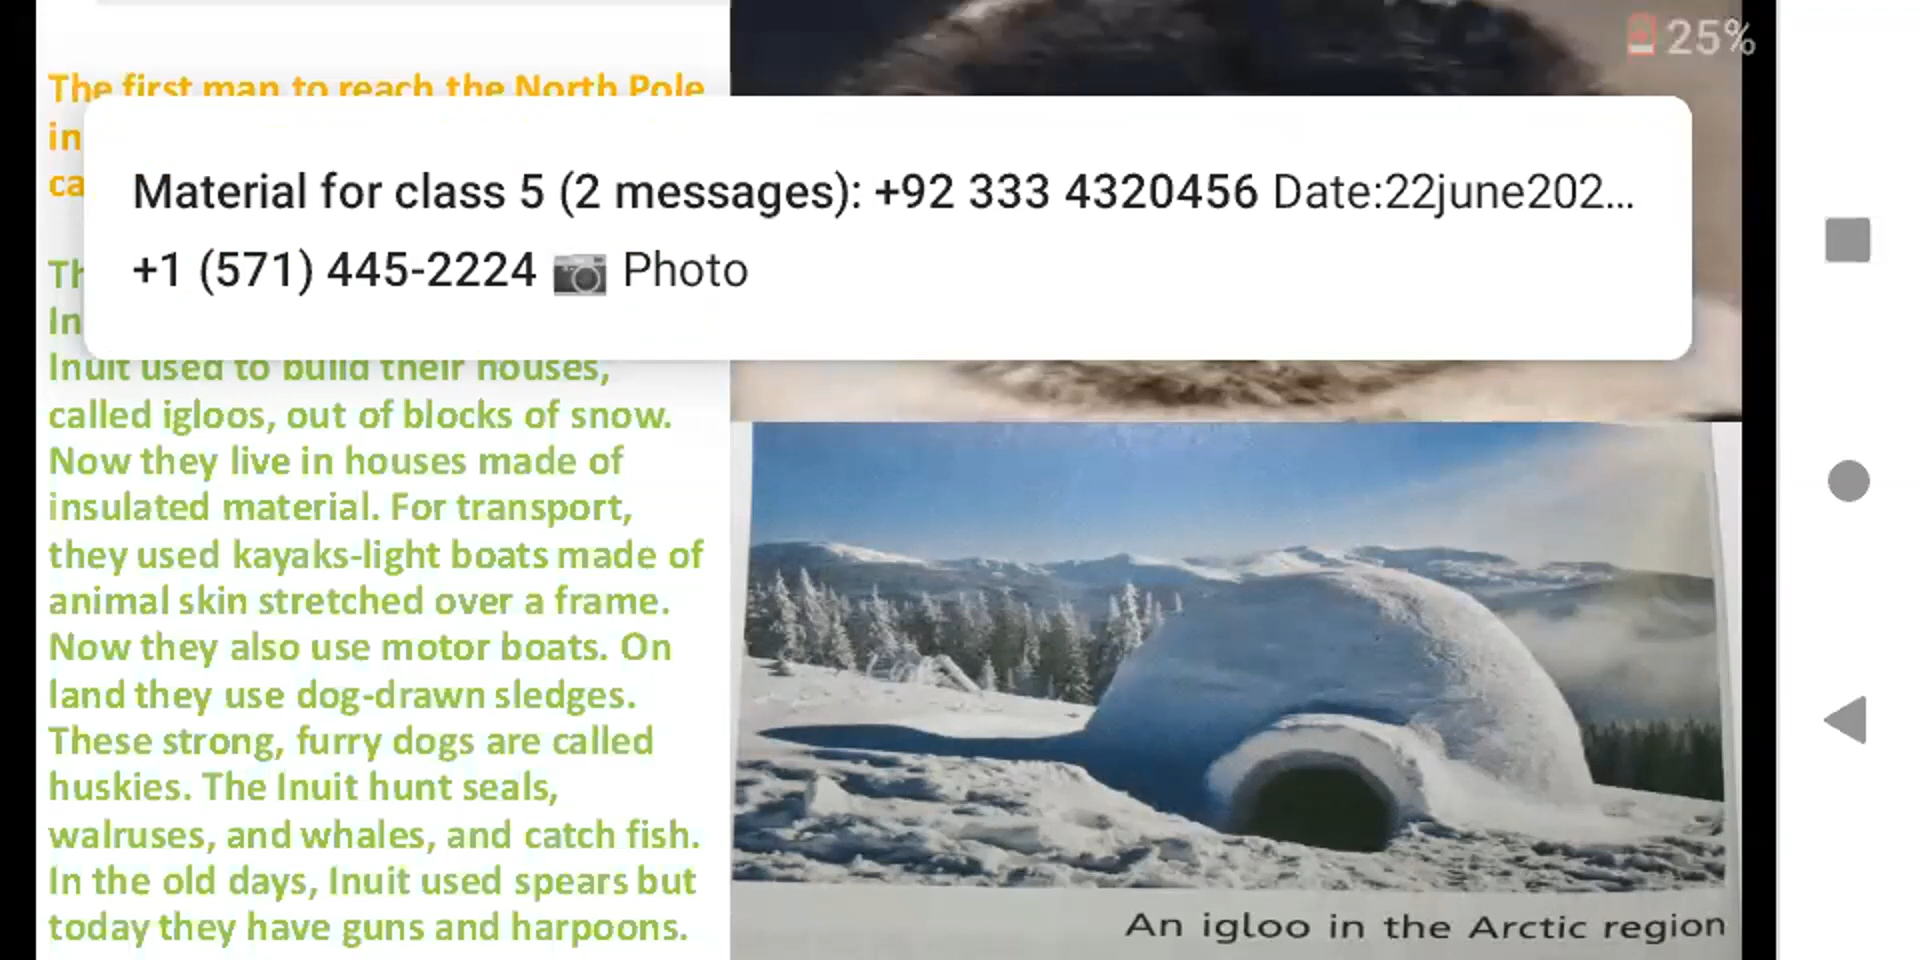 25%
The first man to reach the North Pole
in
ca
Material for class 5 (2 messages): +92 333 4320456 Date:22june202...
+1 (571) 445-2224 📷 Photo
Th
In
Inuit used to build their houses,
called igloos, out of blocks of snow.
Now they live in houses made of
insulated material. For transport,
they used kayaks-light boats made of
animal skin stretched over a frame.
Now they also use motor boats. On
land they use dog-drawn sledges.
These strong, furry dogs are called
huskies. The Inuit hunt seals,
walruses, and whales, and catch fish.
In the old days, Inuit used spears but
today they have guns and harpoons.
An igloo in the Arctic region